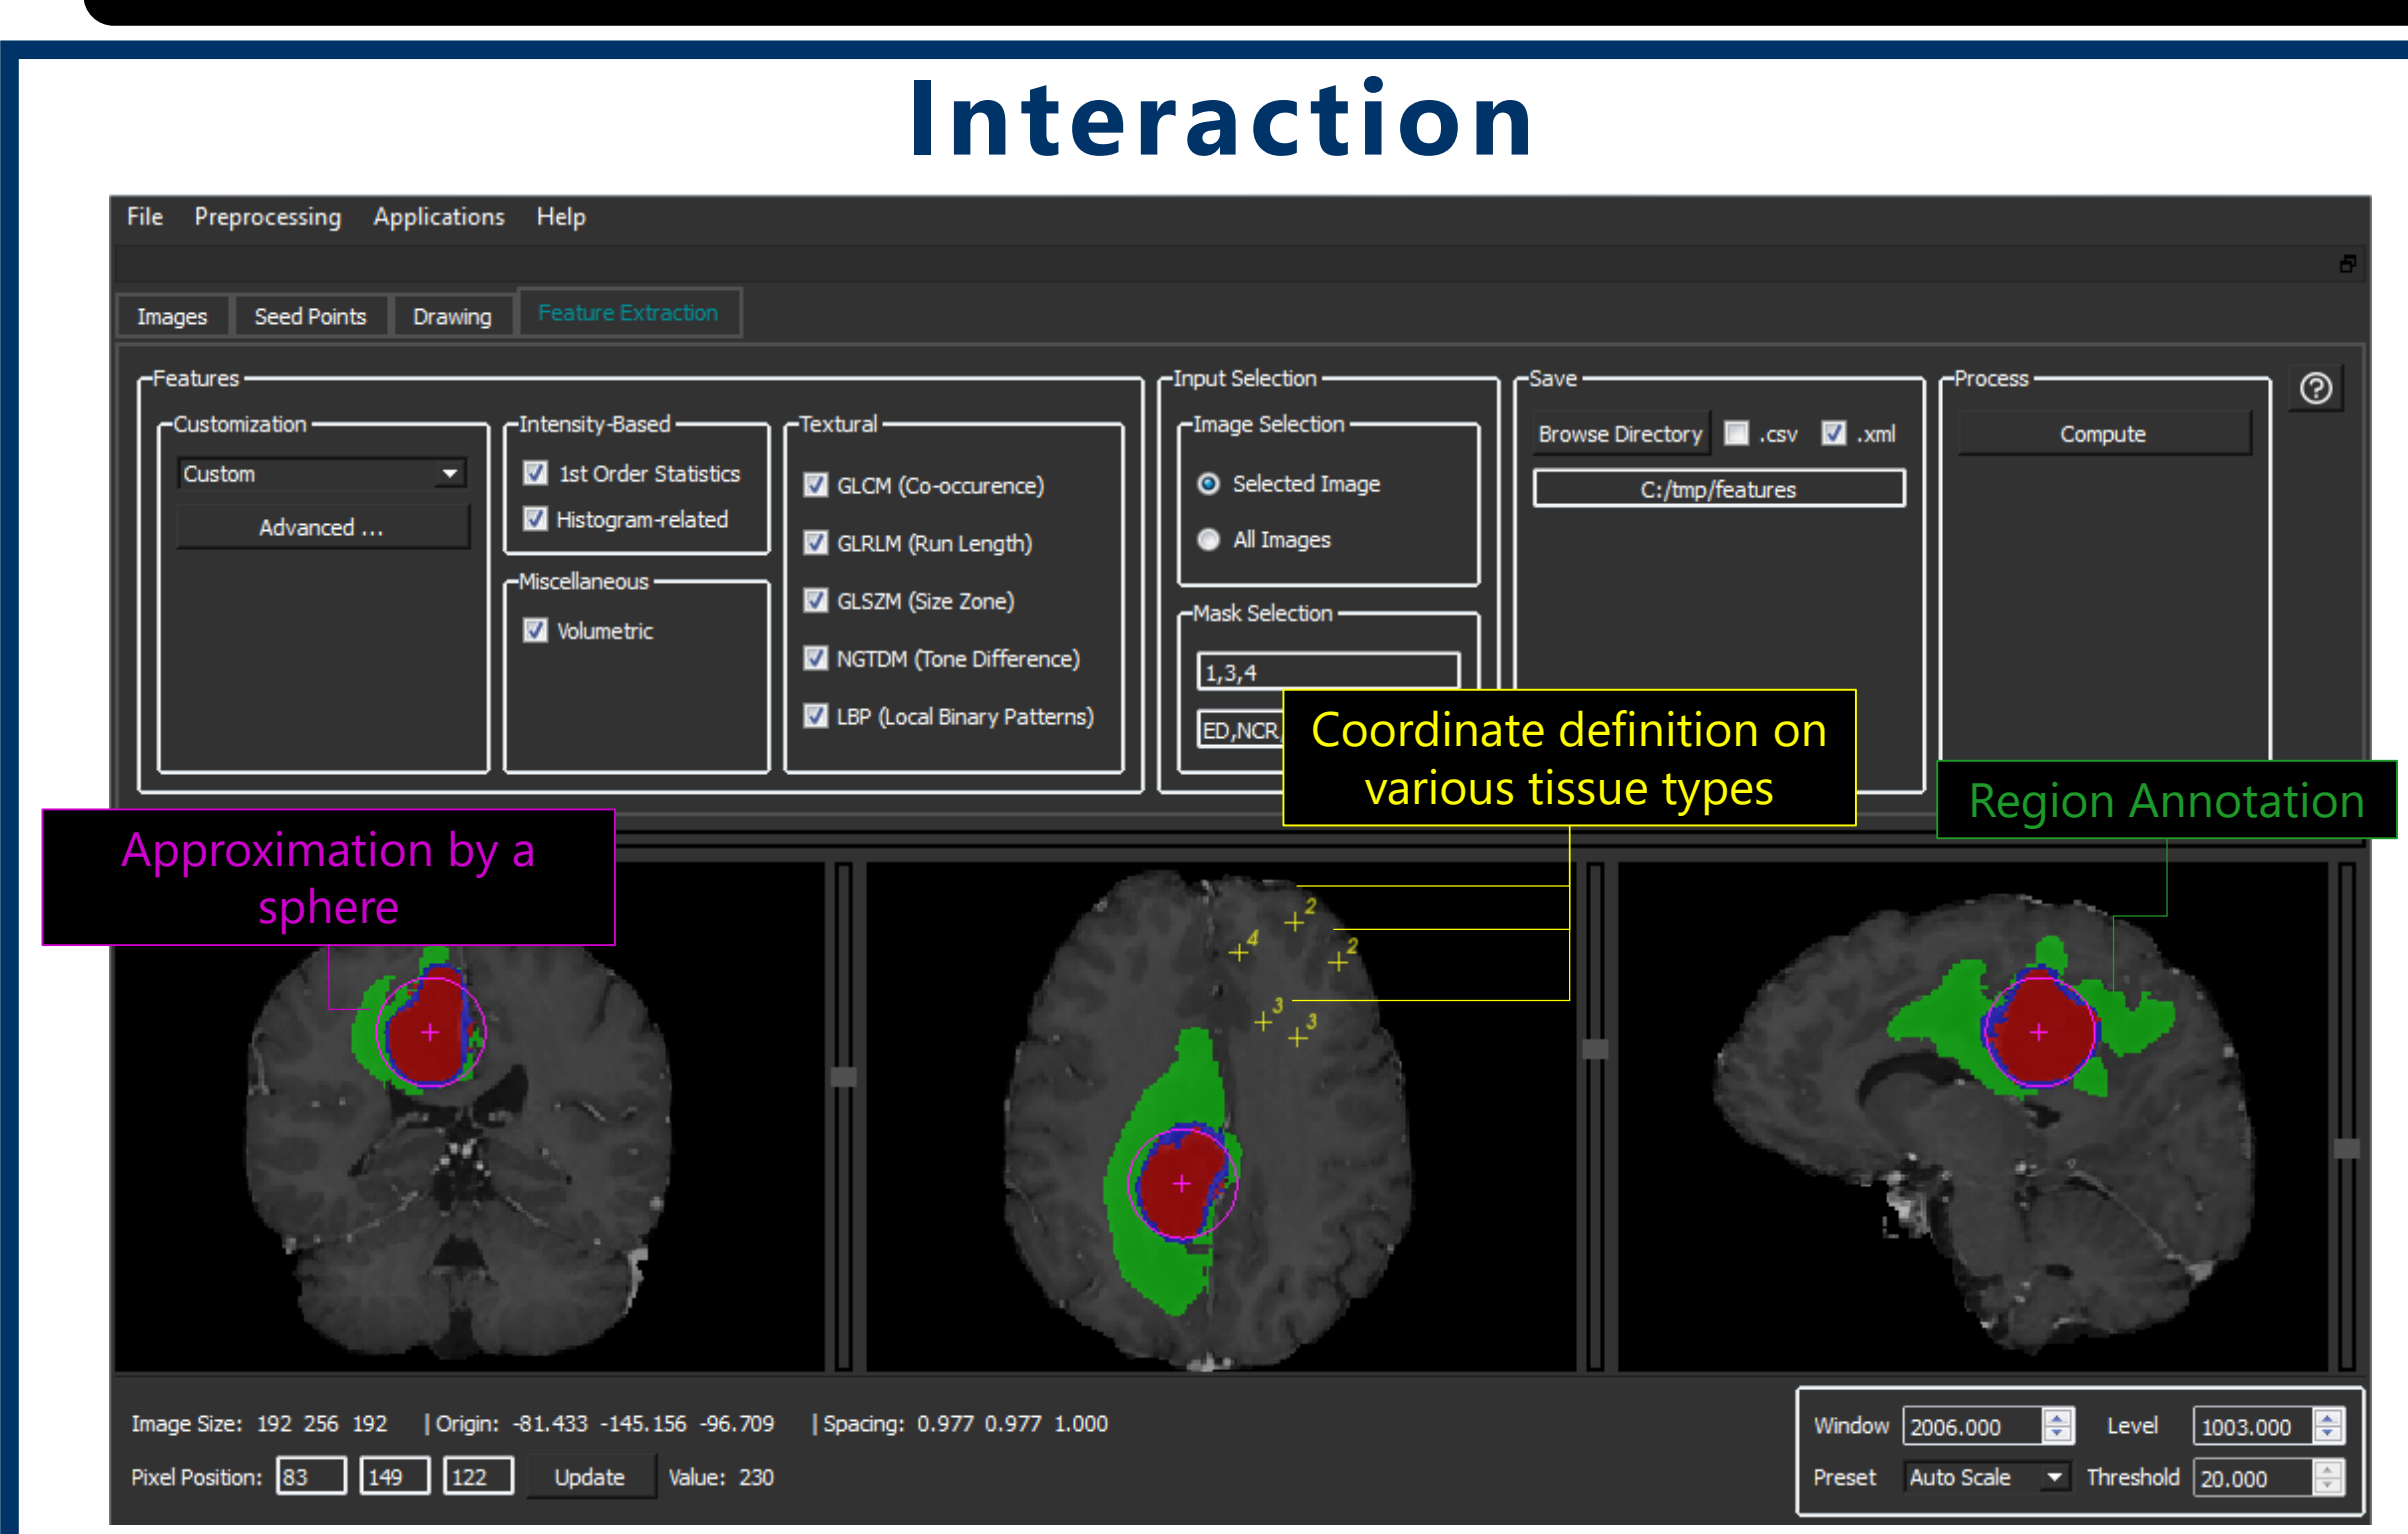 Interaction
File Preprocessing Applications Help
Images Seed Points Drawing Feature Extraction
Features
Customization
Custom
Advanced ...
Intensity-Based
1st Order Statistics
Histogram-related
Miscellaneous
Volumetric
Textural
GLCM (Co-occurence)
GLRLM (Run Length)
GLSZM (Size Zone)
NGTDM (Tone Difference)
LBP (Local Binary Patterns)
Input Selection
Image Selection
Selected Image
All Images
Mask Selection
1,3,4
ED,NCR,
Save
Browse Directory .csv .xml
C:/tmp/features
Process
Compute
?
Coordinate definition on
various tissue types
Region Annotation
Approximation by a
sphere
2
4
2
3
3
Image Size: 192 256 192 | Origin: -81.433 -145.156 -96.709 | Spacing: 0.977 0.977 1.000
Pixel Position: 83 149 122 Update Value: 230
Window 2006.000 Level 1003.000
Preset Auto Scale Threshold 20.000